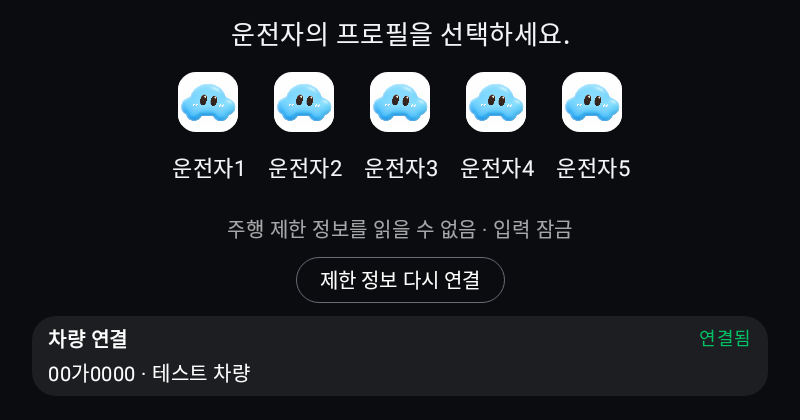 운전자의 프로필을 선택하세요.
운전자1 운전자2 운전자3 운전자4 운전자5
주행 제한 정보를 읽을 수 없음 · 입력 잠금
제한 정보 다시 연결
차량 연결 연결됨
00가0000 · 테스트 차량